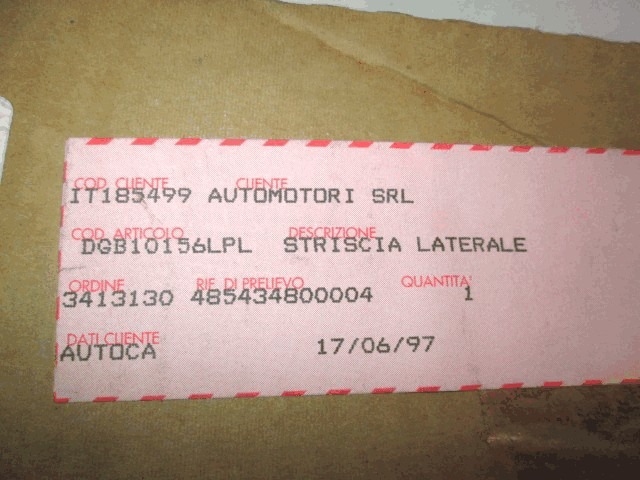 COD. CLIENTE CLIENTE
IT185499 AUTOMOTORI SRL
COD. ARTICOLO DESCRIZIONE
DGB10156LPL STRISCIA LATERALE
ORDINE RIF. DI PRELIEVO QUANTITA'
3413130 485434800004 1
DATI CLIENTE
AUTOCA 17/06/97